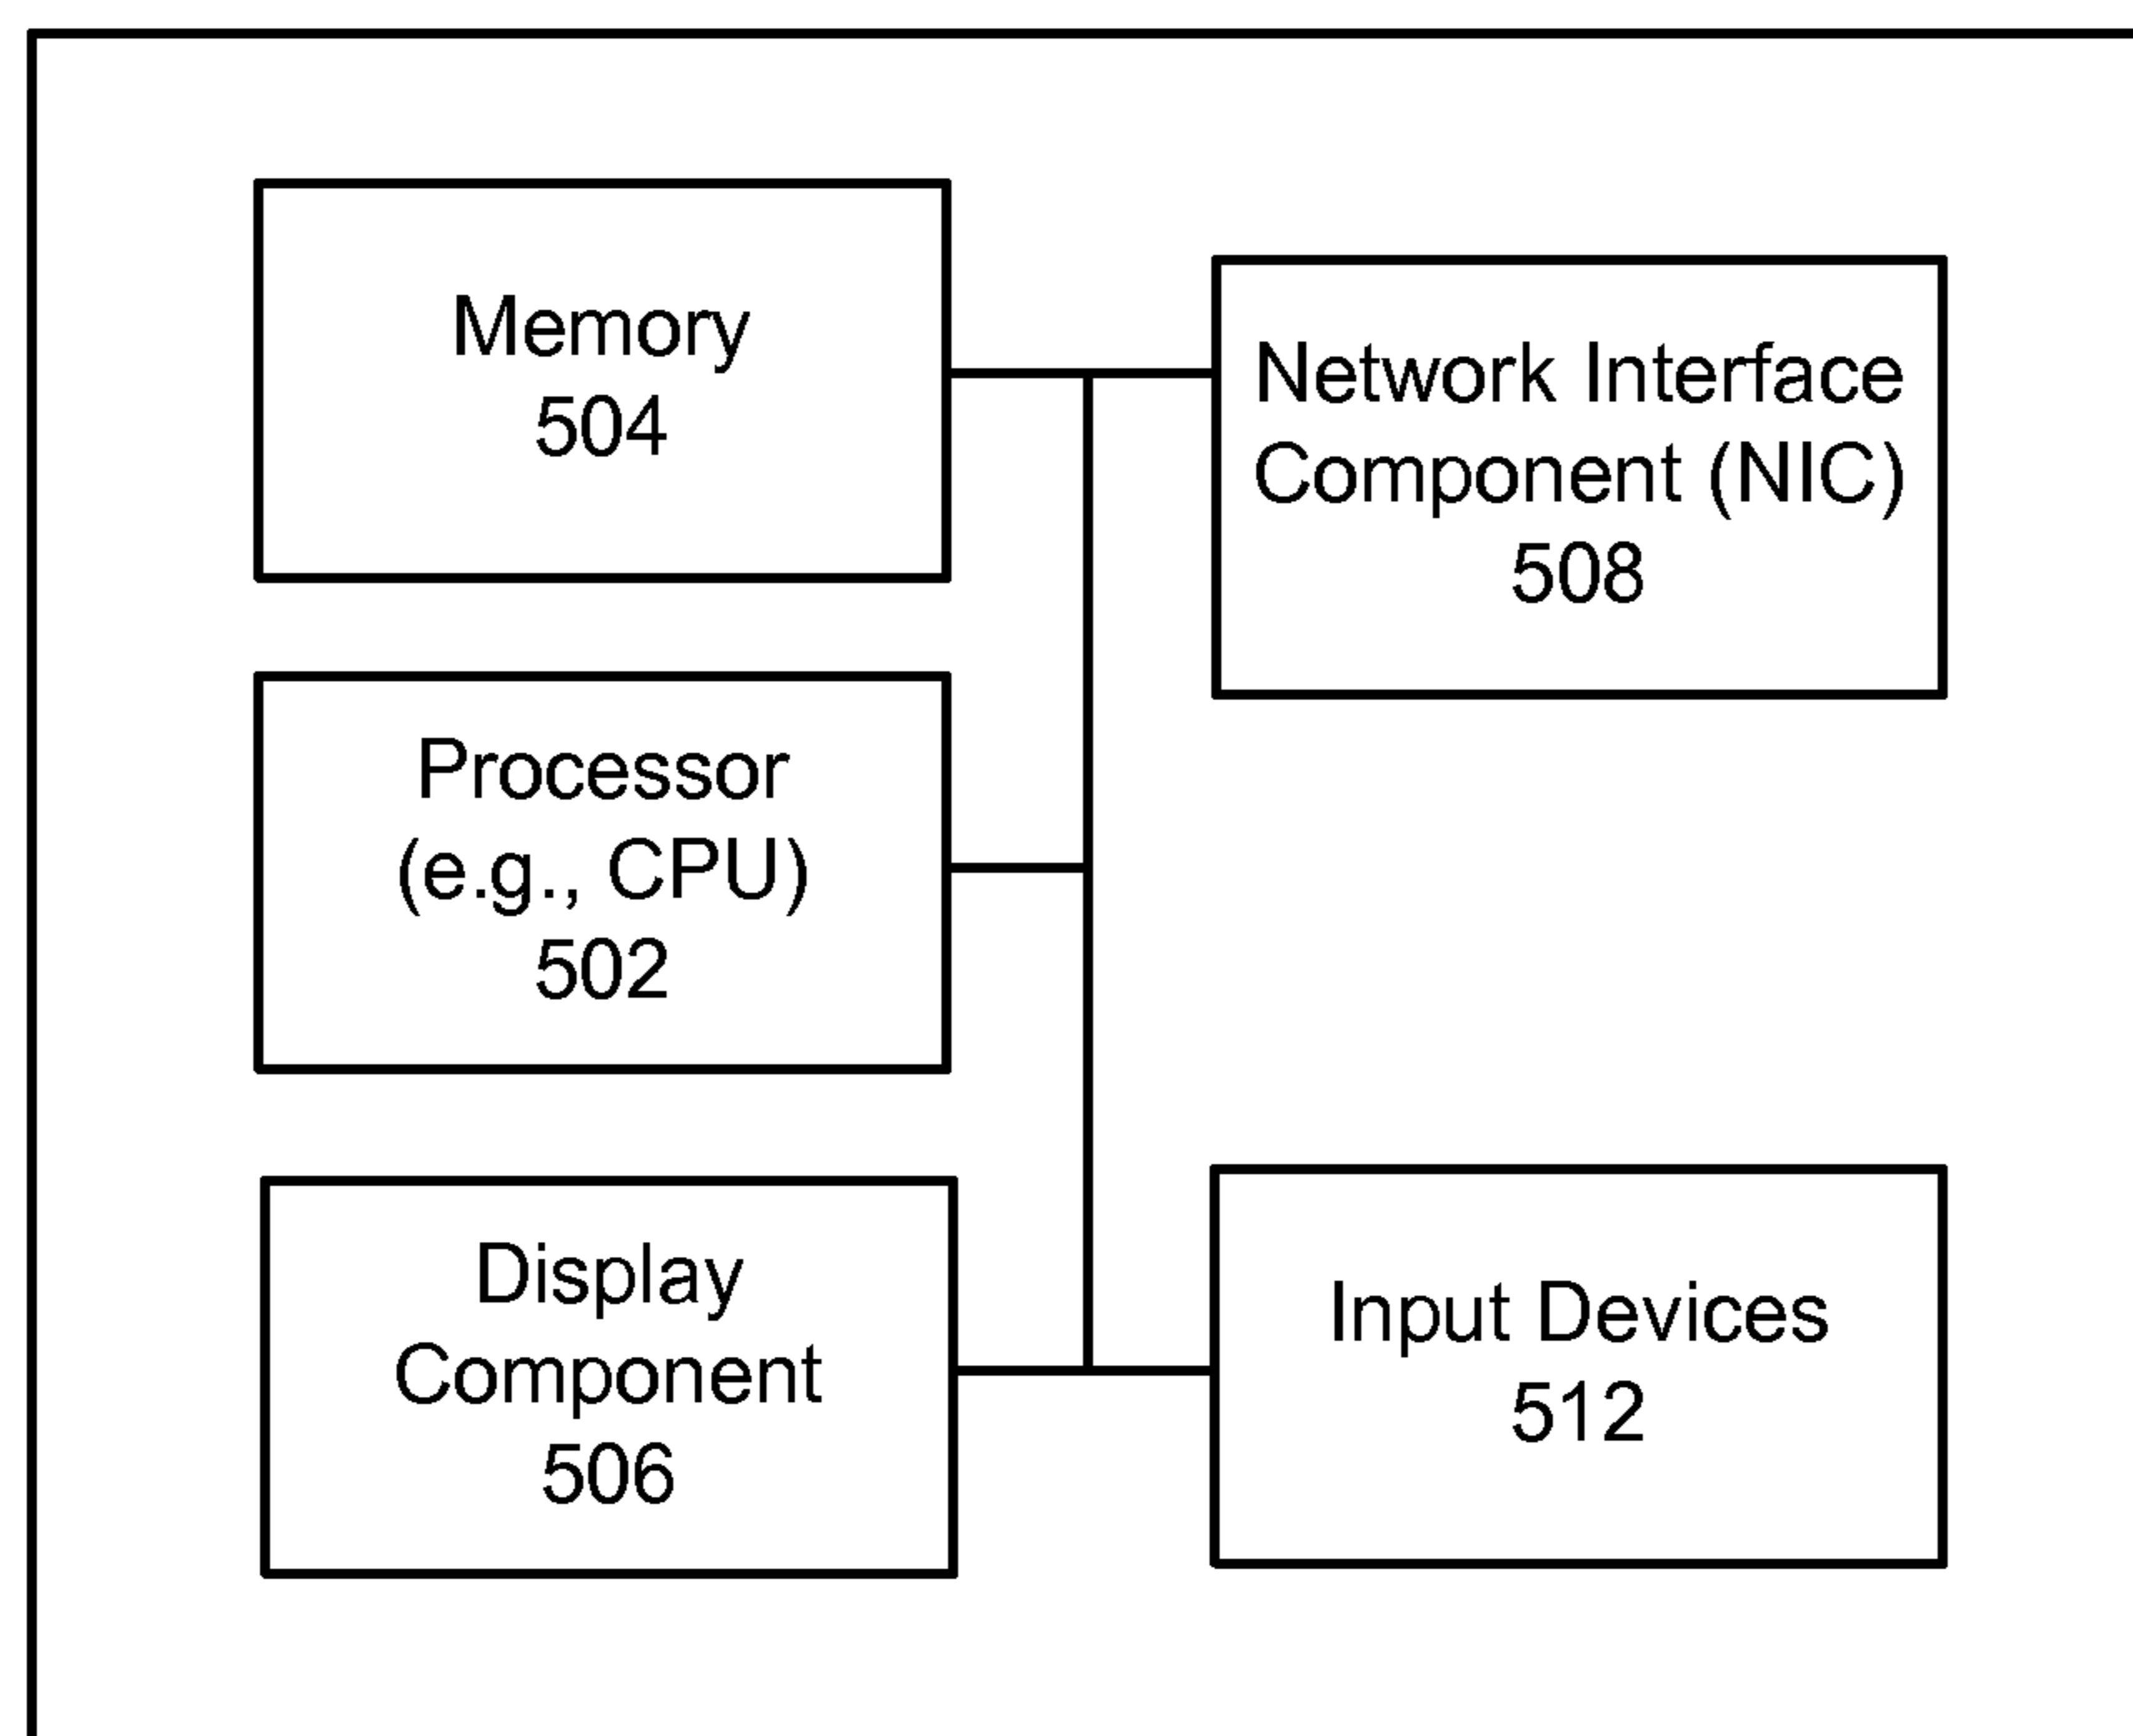 Memory
504
Network Interface
Component (NIC)
508
Processor
(e.g., CPU)
502
Display
Component
506
Input Devices
512